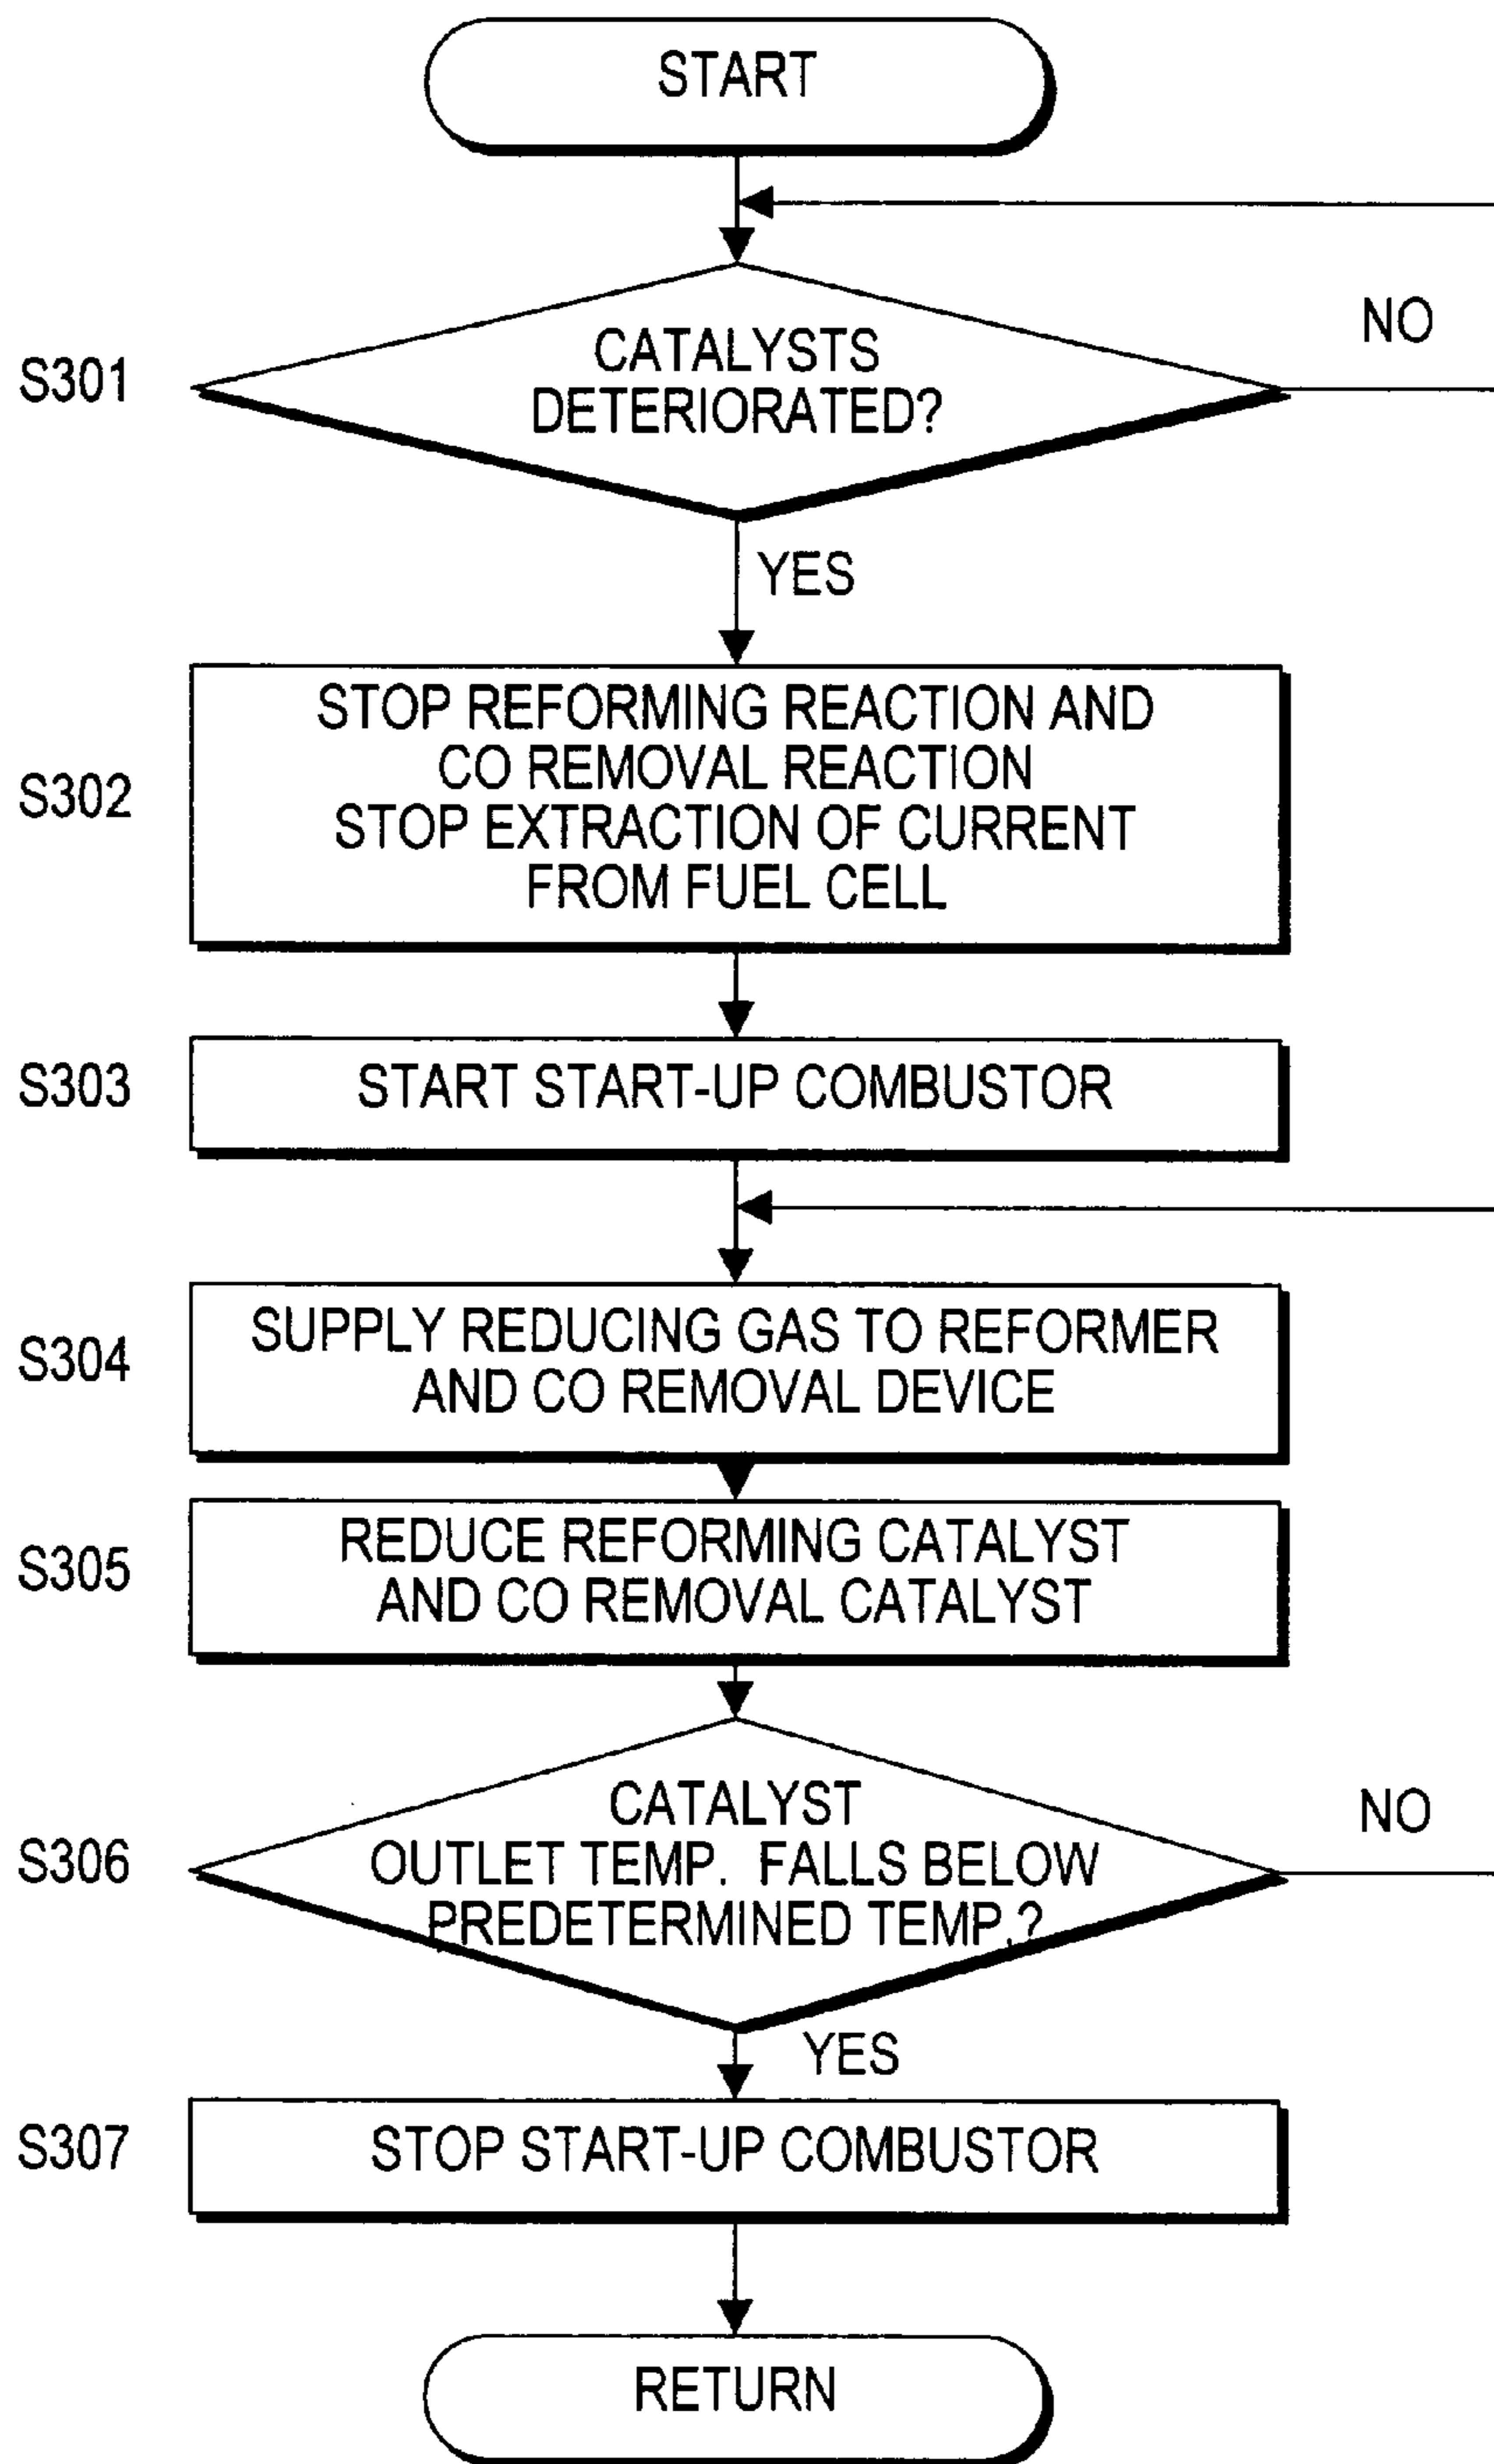 START
NO
S301
CATALYSTS
DETERIORATED?
YES
S302
STOP REFORMING REACTION AND
CO REMOVAL REACTION
STOP EXTRACTION OF CURRENT
FROM FUEL CELL
S303
START START-UP COMBUSTOR
S304
SUPPLY REDUCING GAS TO REFORMER
AND CO REMOVAL DEVICE
S305
REDUCE REFORMING CATALYST
AND CO REMOVAL CATALYST
NO
S306
CATALYST
OUTLET TEMP. FALLS BELOW
PREDETERMINED TEMP.?
YES
S307
STOP START-UP COMBUSTOR
RETURN